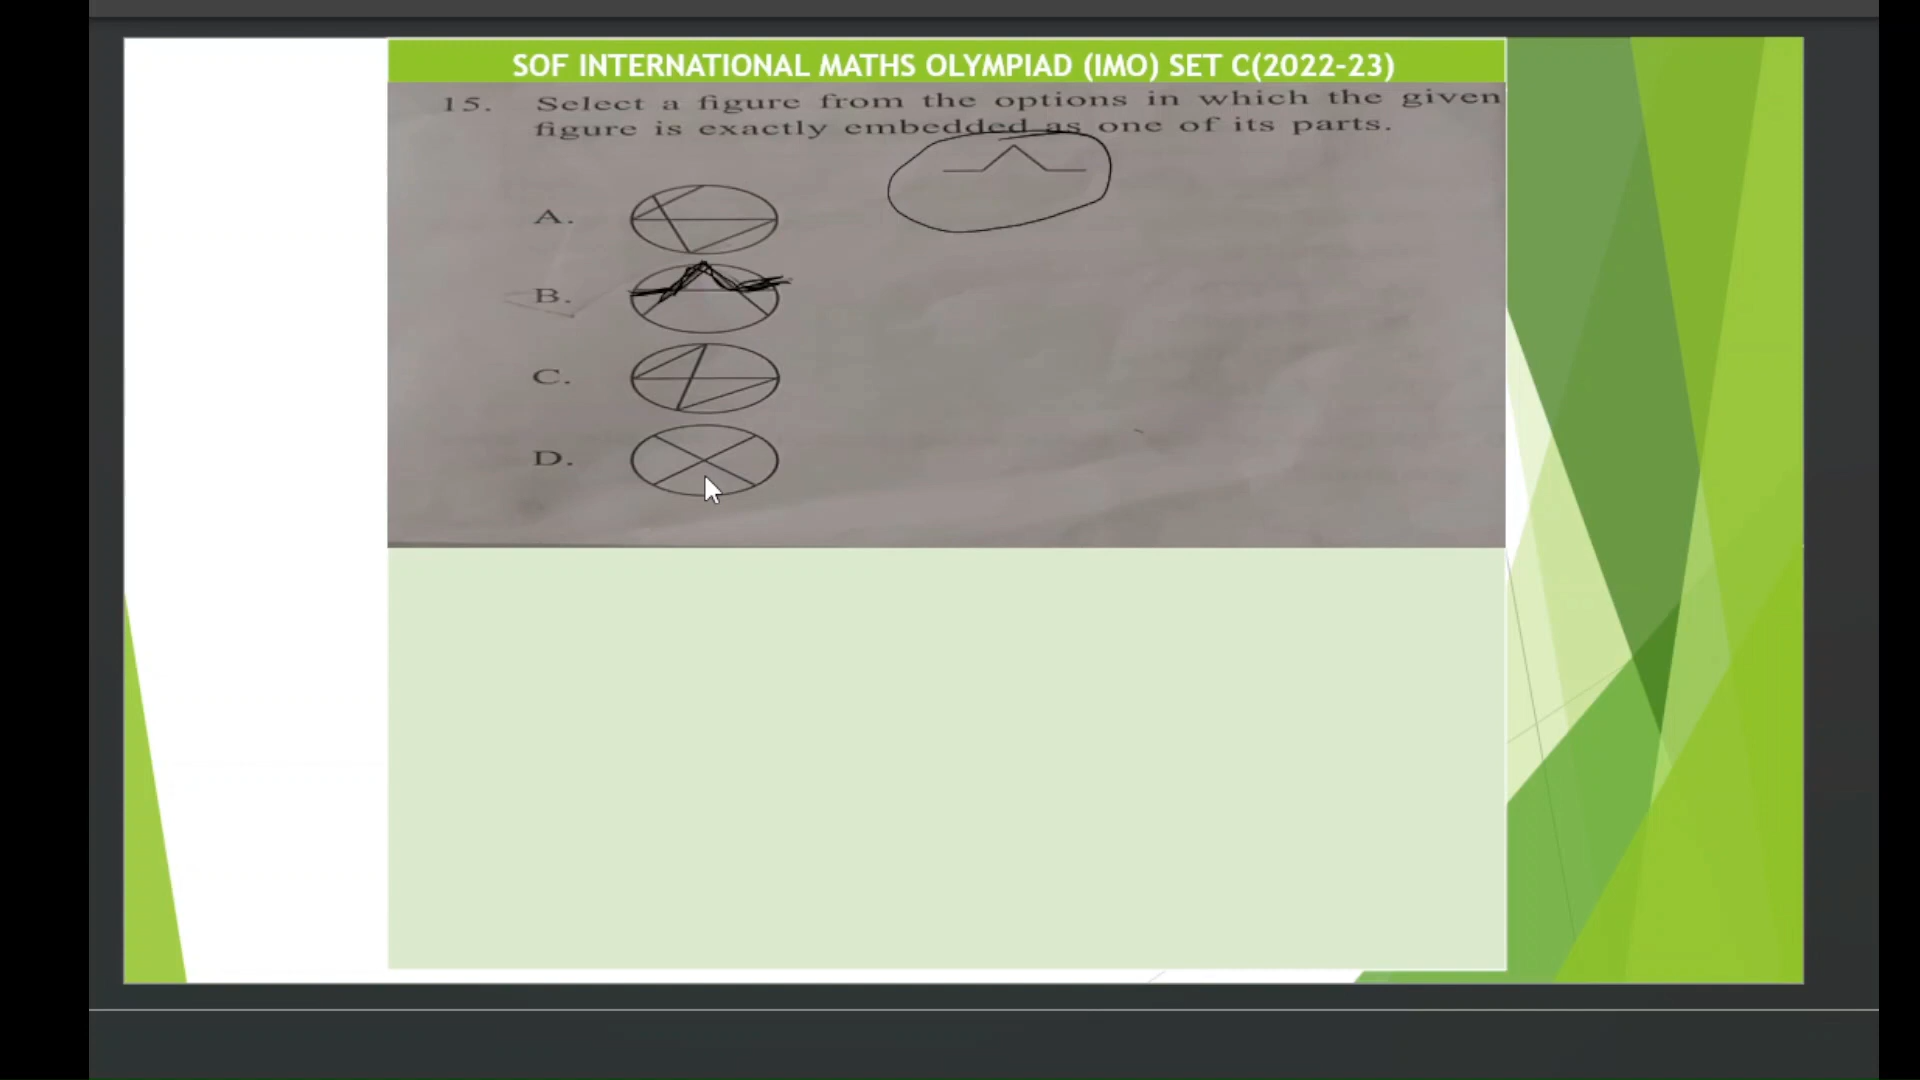 SOF INTERNATIONAL MATHS OLYMPIAD (IMO) SET C(2022-23)
15. Select a figure from the options in which the given
figure is exactly embedded as one of its parts.
A.
B.
C.
D.